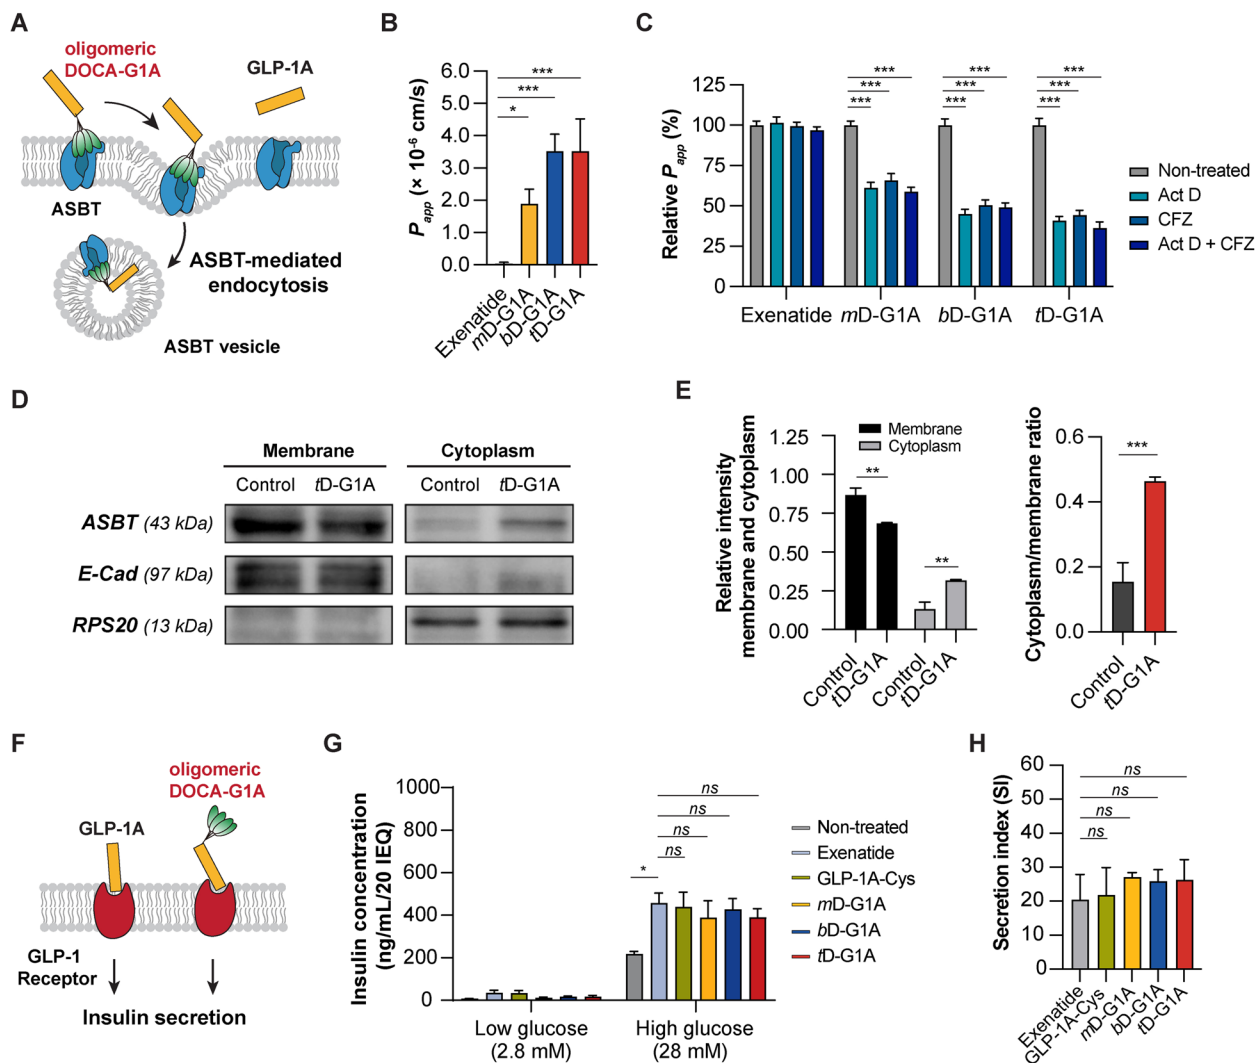 A
oligomeric
DOCA-G1A
GLP-1A
ASBT
ASBT-mediated
endocytosis
ASBT vesicle
B
P_app (× 10⁻⁶ cm/s)
6.0
5.0
4.0
3.0
2.0
1.0
0.0
***
***
*
Exenatide
mD-G1A
bD-G1A
tD-G1A
C
Relative P_app (%)
125
100
75
50
25
0
***
***
***
***
***
***
***
***
***
Exenatide
mD-G1A
bD-G1A
tD-G1A
Non-treated
Act D
CFZ
Act D + CFZ
D
Membrane
Cytoplasm
Control
tD-G1A
Control
tD-G1A
ASBT (43 kDa)
E-Cad (97 kDa)
RPS20 (13 kDa)
E
Relative intensity
membrane and cytoplasm
1.25
1.00
0.75
0.50
0.25
0.00
Membrane
Cytoplasm
**
**
Control
tD-G1A
Control
tD-G1A
Cytoplasm/membrane ratio
0.6
0.4
0.2
0.0
***
Control
tD-G1A
F
oligomeric
DOCA-G1A
GLP-1A
GLP-1
Receptor
Insulin secretion
G
Insulin concentration
(ng/mL/20 IEQ)
1000
800
600
400
200
0
ns
ns
ns
ns
*
Low glucose
(2.8 mM)
High glucose
(28 mM)
Non-treated
Exenatide
GLP-1A-Cys
mD-G1A
bD-G1A
tD-G1A
H
Secretion index (SI)
60
50
40
30
20
10
0
ns
ns
ns
ns
Exenatide
GLP-1A-Cys
mD-G1A
bD-G1A
tD-G1A